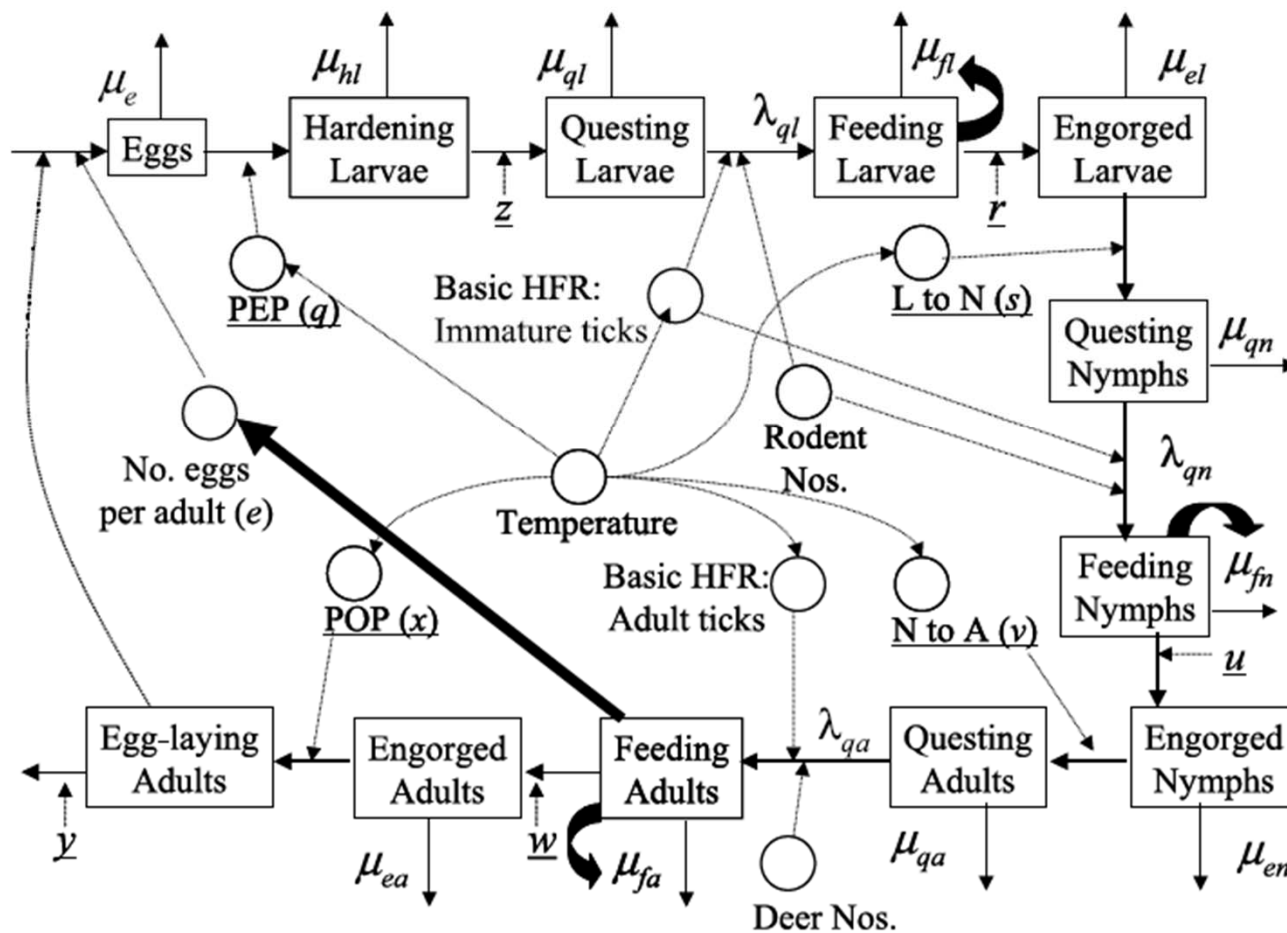 μe
μhl
μql
μfl
μel
Eggs
Hardening
Larvae
Questing
Larvae
λql
Feeding
Larvae
Engorged
Larvae
z
r
PEP (q)
Basic HFR:
Immature ticks
L to N (s)
Questing
Nymphs
μqn
No. eggs
per adult (e)
Temperature
Rodent
Nos.
λqn
POP (x)
Basic HFR:
Adult ticks
N to A (v)
Feeding
Nymphs
μfn
u
Egg-laying
Adults
Engorged
Adults
Feeding
Adults
λqa
Questing
Adults
Engorged
Nymphs
y
μea
w
μfa
Deer Nos.
μqa
μen